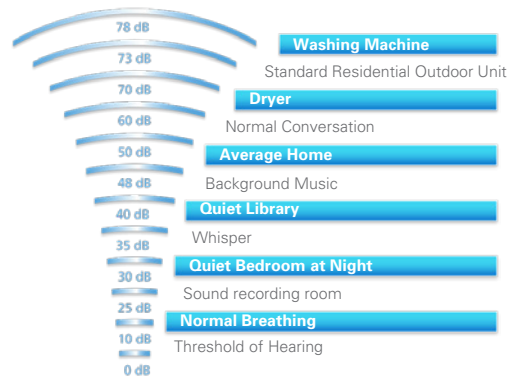 78 dB
Washing Machine
73 dB
Standard Residential Outdoor Unit
70 dB
Dryer
60 dB
Normal Conversation
50 dB
Average Home
48 dB
Background Music
40 dB
Quiet Library
35 dB
Whisper
30 dB
Quiet Bedroom at Night
25 dB
Sound recording room
10 dB
Normal Breathing
0 dB
Threshold of Hearing